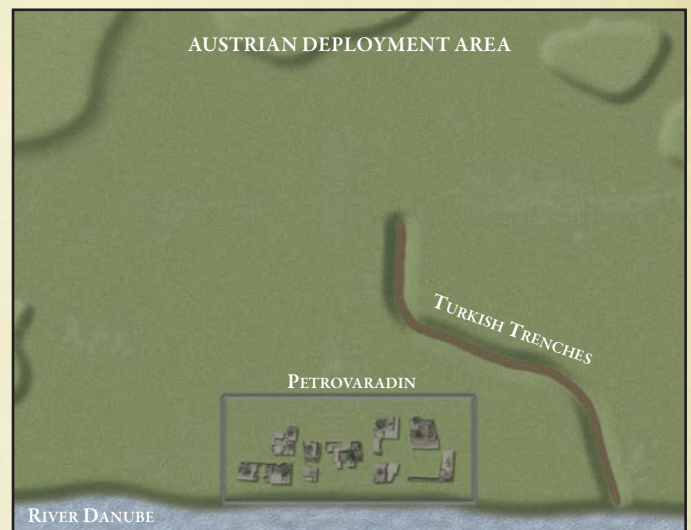 AUSTRIAN DEPLOYMENT AREA
TURKISH TRENCHES
PETROVARADIN
RIVER DANUBE